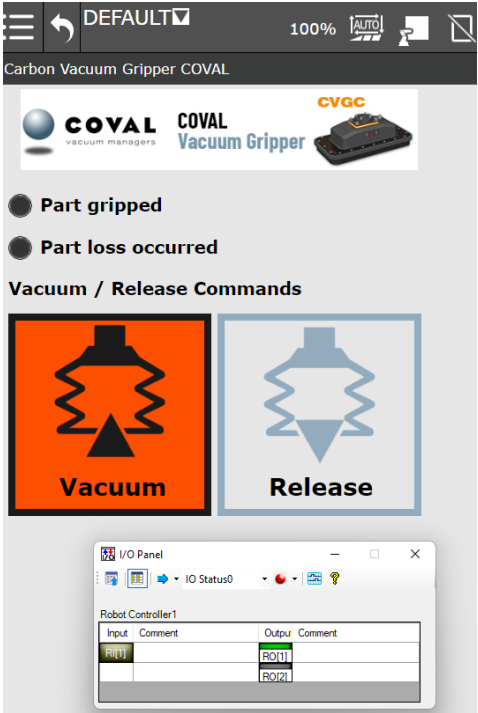 DEFAULT
100%
AUTO
Carbon Vacuum Gripper COVAL
COVAL
vacuum managers
COVAL
Vacuum Gripper
CVGC
Part gripped
Part loss occurred
Vacuum / Release Commands
Vacuum
Release
I/O Panel
IO Status0
Robot Controller1
Input Comment Outpu Comment
RI[1] RO[1]
RO[2]